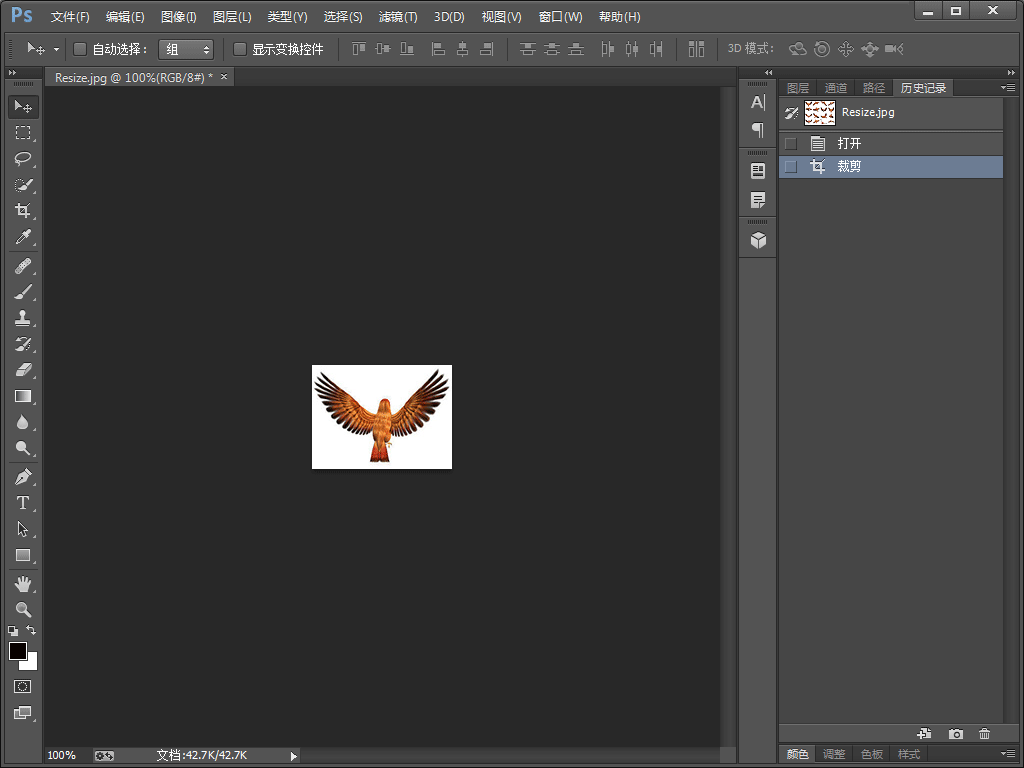 Ps 文件(F) 编辑(E) 图像(I) 图层(L) 类型(Y) 选择(S) 滤镜(T) 3D(D) 视图(V) 窗口(W) 帮助(H)
自动选择: 组 显示变换控件 3D 模式:
Resize.jpg @ 100%(RGB/8#) * ×
图层 通道 路径 历史记录
Resize.jpg
打开
裁剪
100% 文档:42.7K/42.7K
颜色 调整 色板 样式